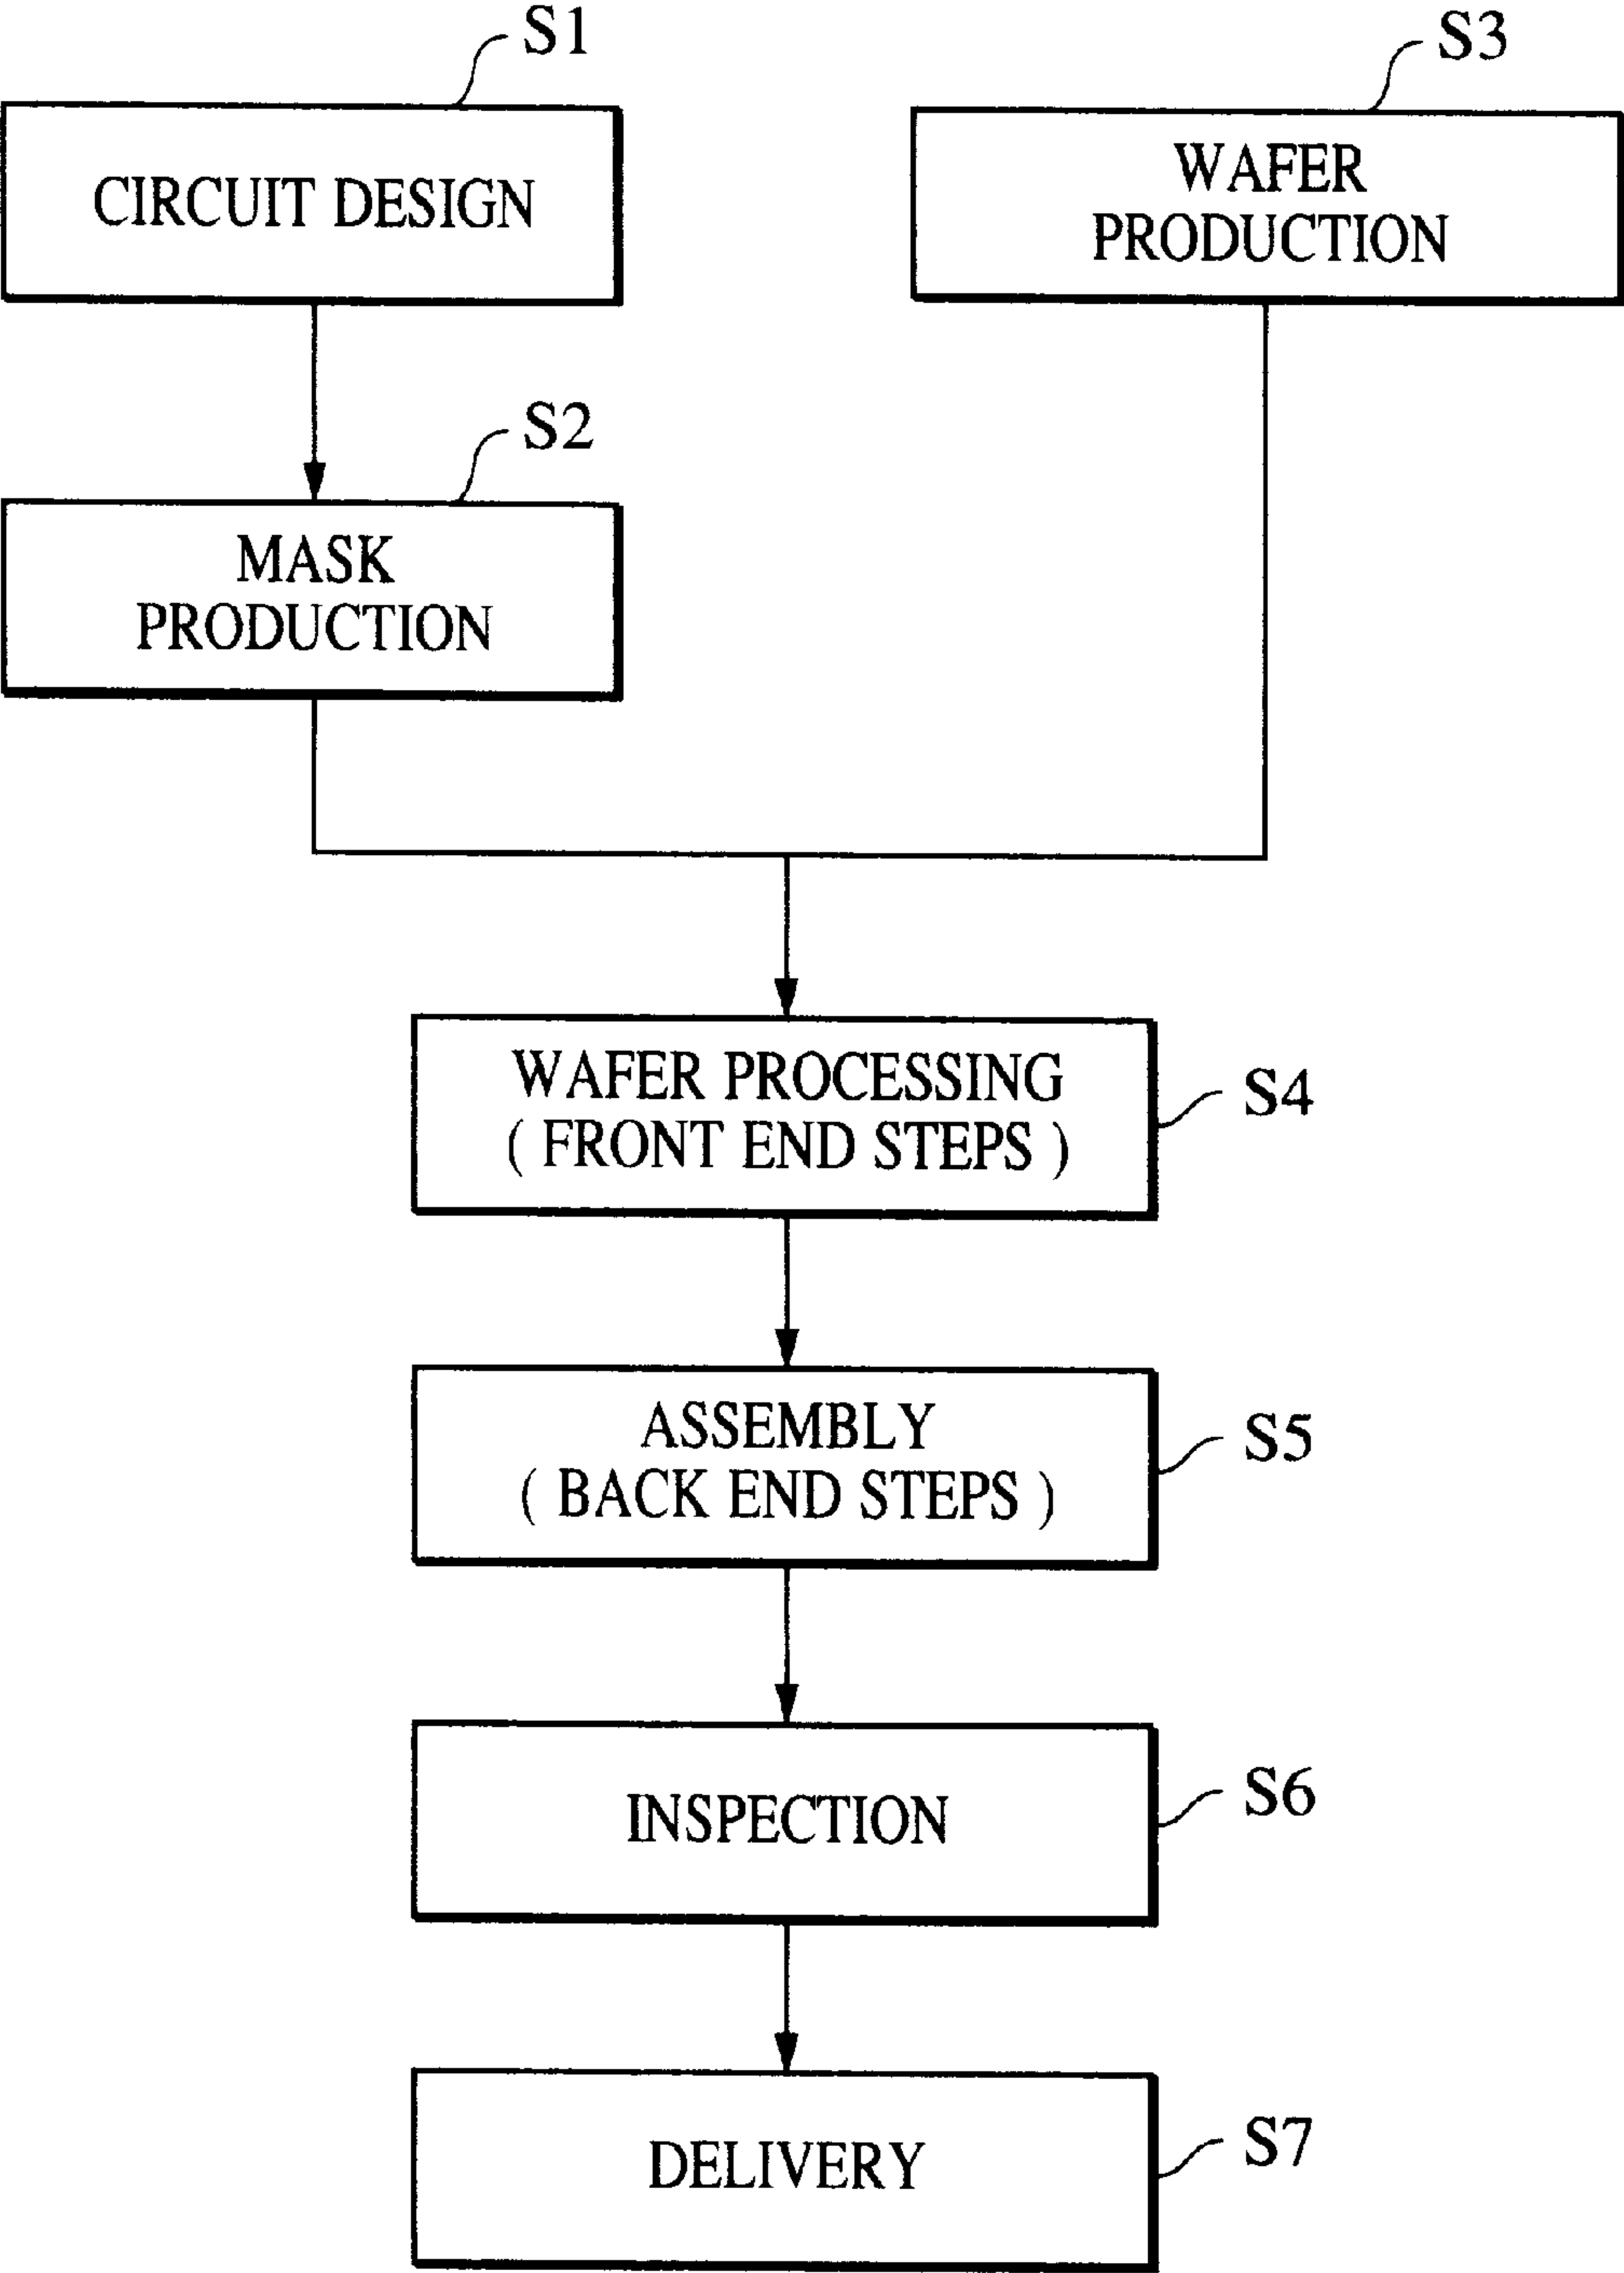 S1
CIRCUIT DESIGN
S3
WAFER
PRODUCTION
S2
MASK
PRODUCTION
WAFER PROCESSING
( FRONT END STEPS )
S4
ASSEMBLY
( BACK END STEPS )
S5
INSPECTION
S6
DELIVERY
S7